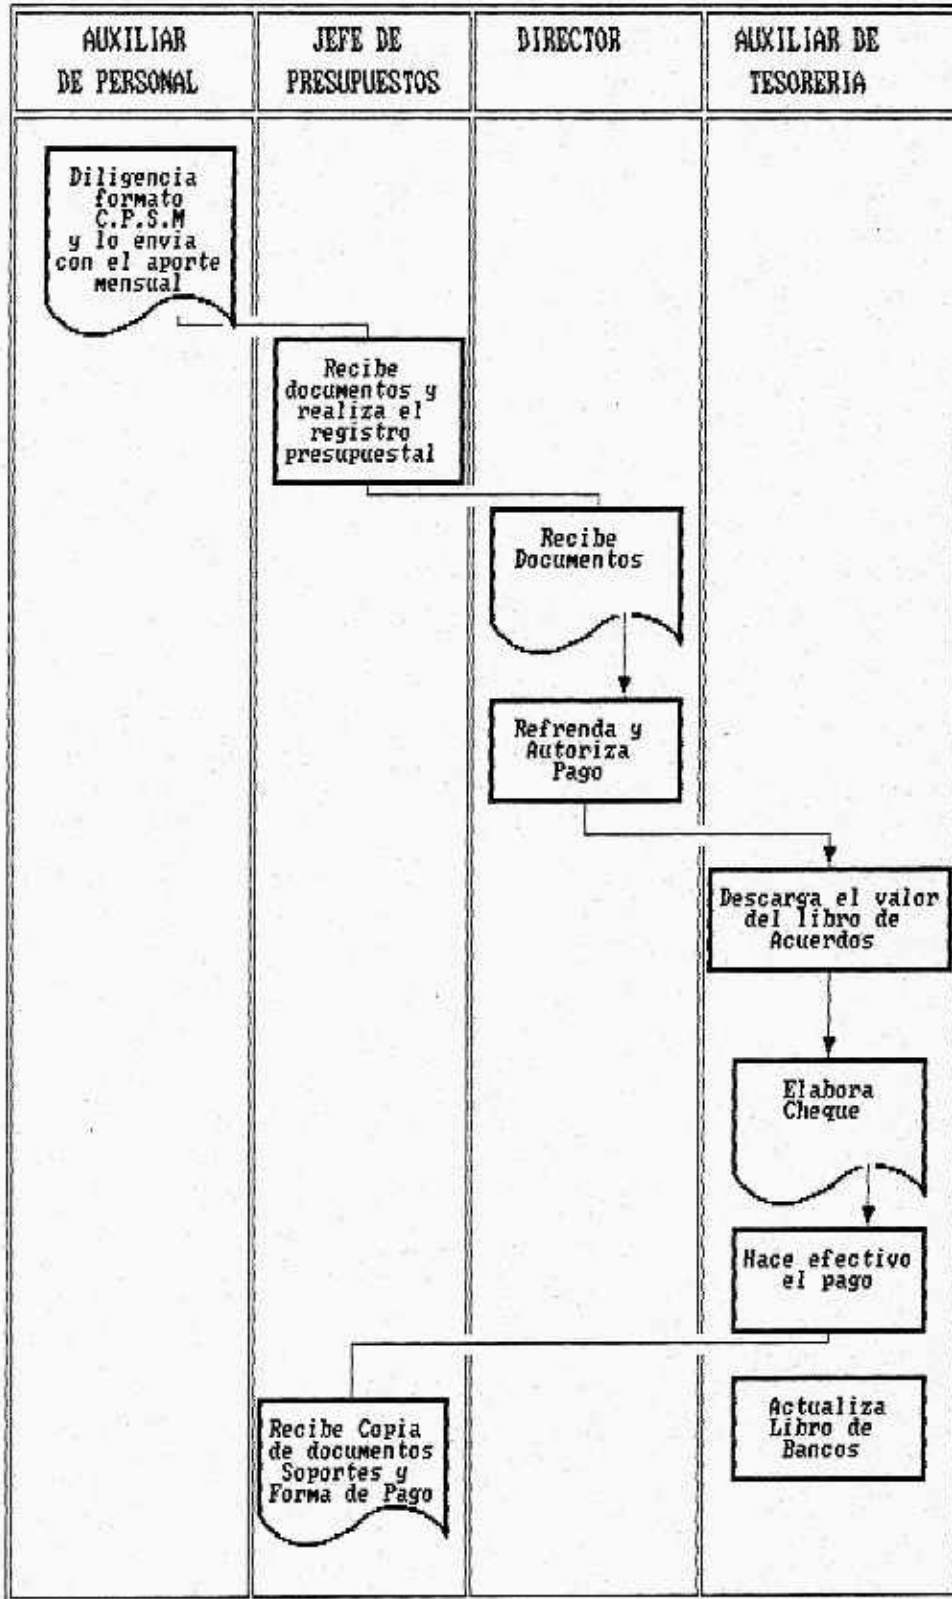 AUXILIAR
DE PERSONAL
JEFE DE
PRESUPUESTOS
DIRECTOR
AUXILIAR DE
TESORERIA
Diligencia
formato
C.P.S.M
y lo envia
con el aporte
mensual
Recibe
documentos y
realiza el
registro
presupuestal
Recibe
Documentos
Refrenda y
Autoriza
Pago
Descarga el valor
del libro de
Acuerdos
Elabora
Cheque
Hace efectivo
el pago
Recibe Copia
de documentos
Soportes y
Forma de Pago
Actualiza
Libro de
Bancos